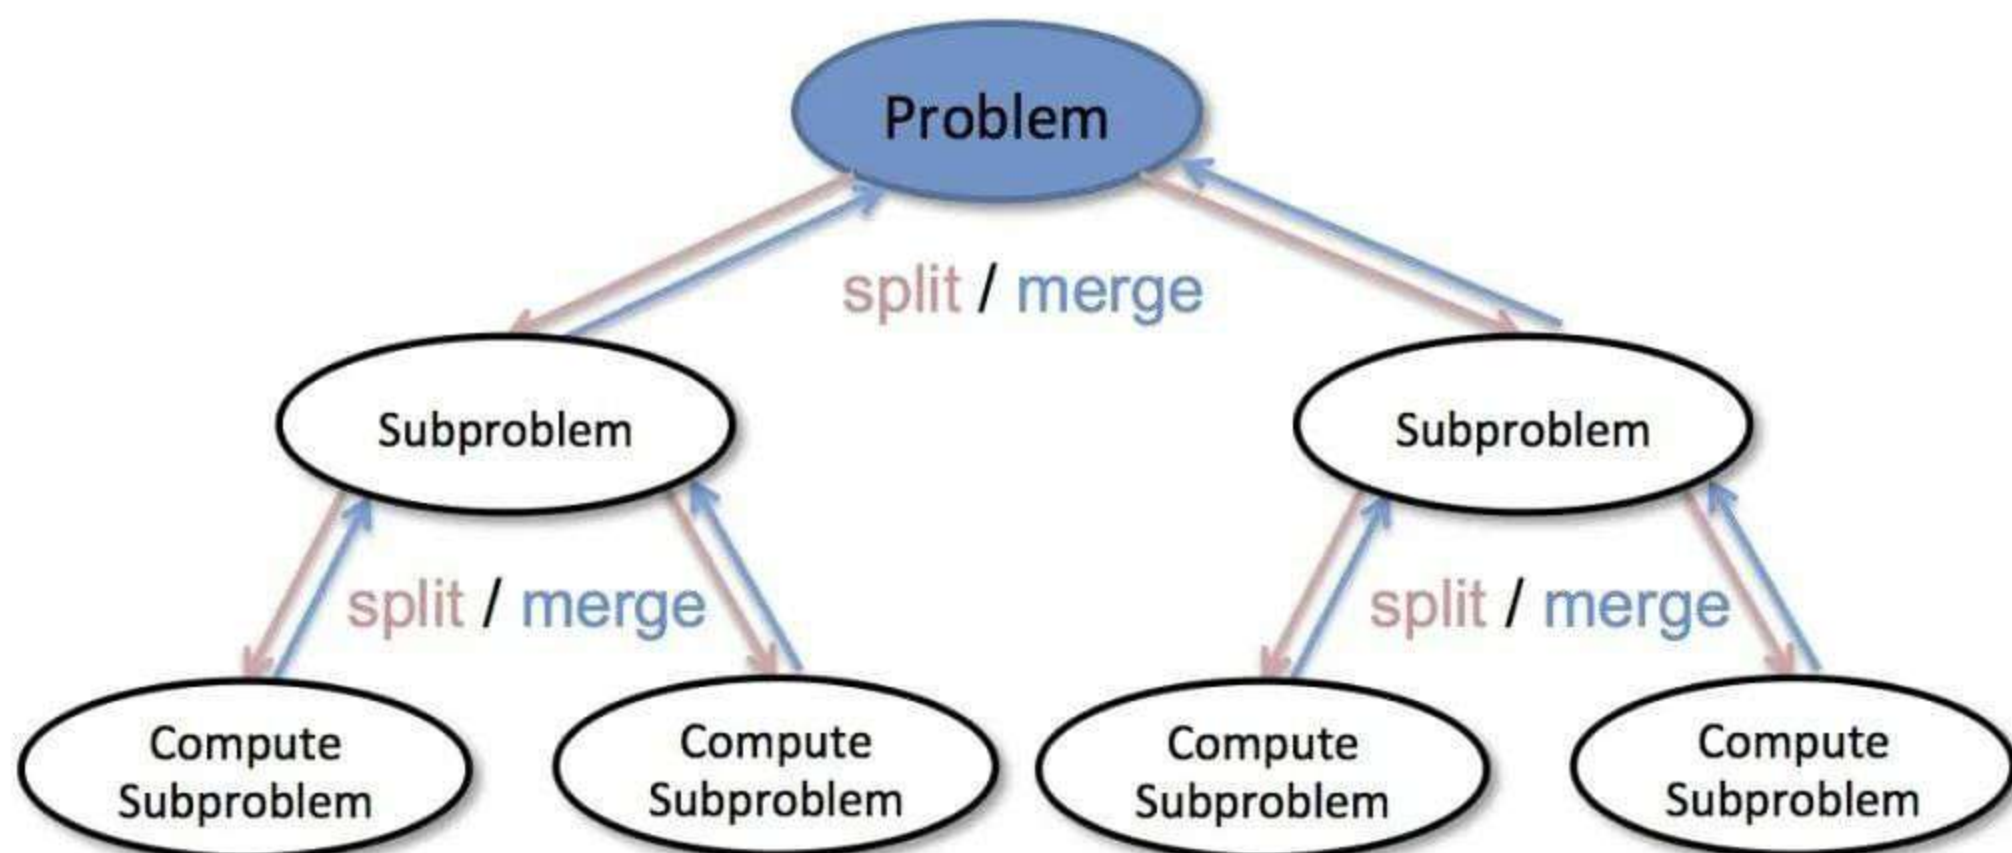 Problem
split / merge
Subproblem
Subproblem
split / merge
split / merge
Compute
Subproblem
Compute
Subproblem
Compute
Subproblem
Compute
Subproblem